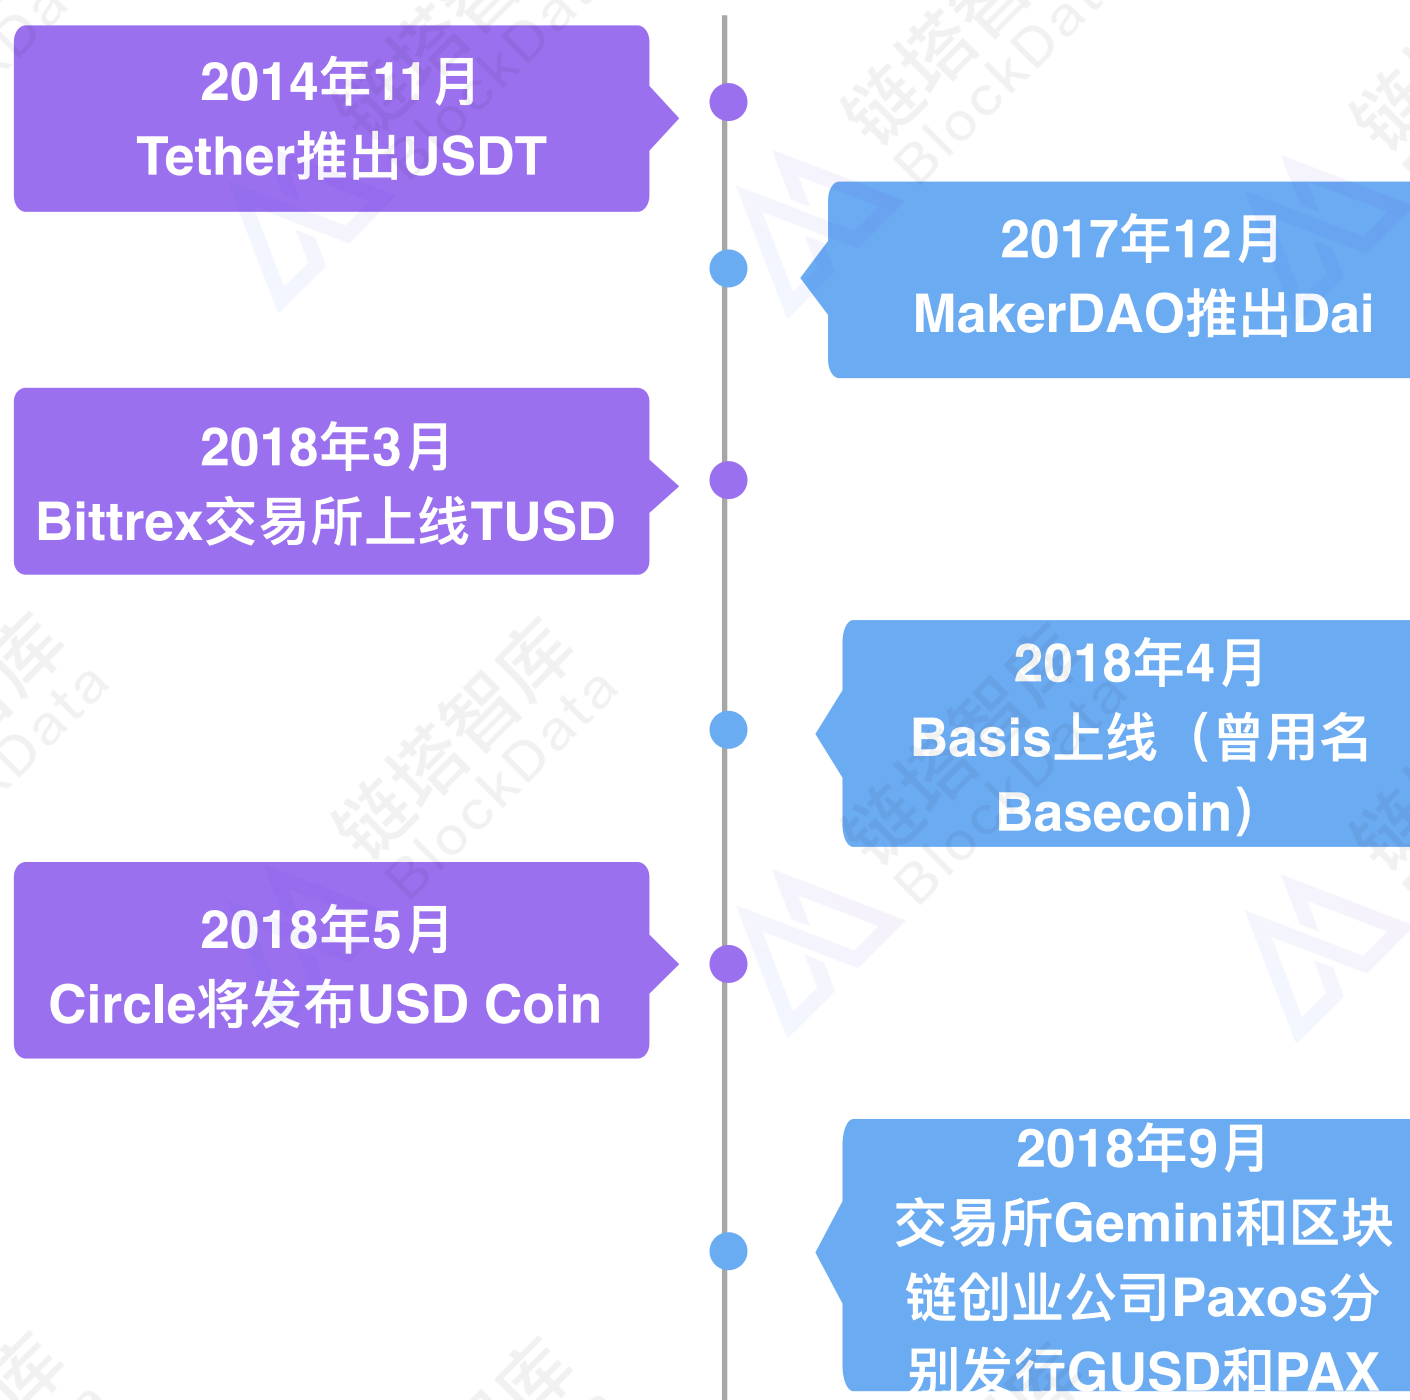 2014年11月
Tether推出USDT
2017年12月
MakerDAO推出Dai
2018年3月
Bittrex交易所上线TUSD
2018年4月
Basis上线（曾用名
Basecoin）
2018年5月
Circle将发布USD Coin
2018年9月
交易所Gemini和区块
链创业公司Paxos分
别发行GUSD和PAX
链塔智库
BlockData